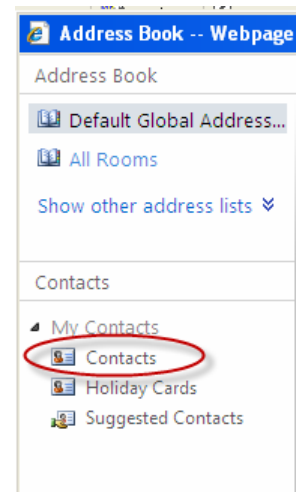 Address Book -- Webpage
Address Book
Default Global Address...
All Rooms
Show other address lists
Contacts
My Contacts
Contacts
Holiday Cards
Suggested Contacts